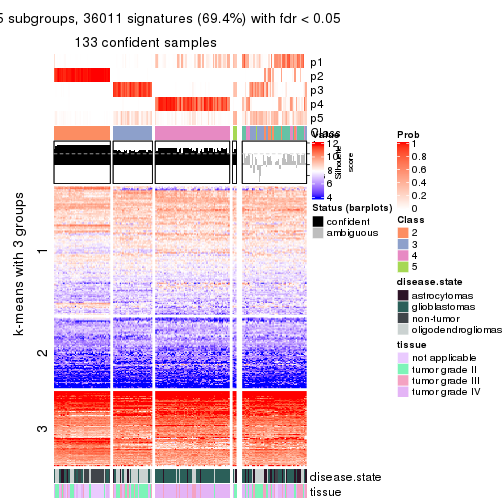 5 subgroups, 36011 signatures (69.4%) with fdr < 0.05
133 confident samples
p1
p2
p3
p4
p5
Class
Value
12
10
8
6
4
Silhouette
score
Prob
1
0.8
0.6
0.4
0.2
0
Status (barplots)
confident
ambiguous
Class
2
3
4
5
disease.state
astrocytomas
glioblastomas
non-tumor
oligodendrogliomas
tissue
not applicable
tumor grade II
tumor grade III
tumor grade IV
k-means with 3 groups
1
2
3
disease.state
tissue